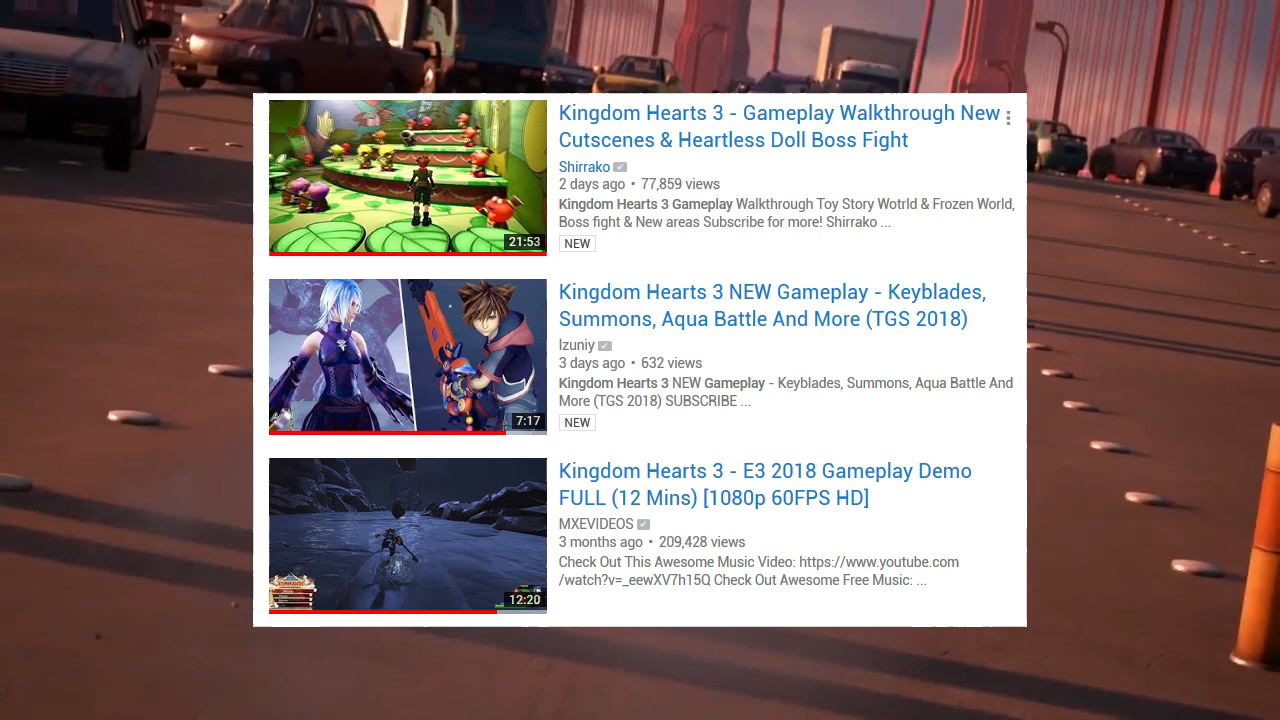 Kingdom Hearts 3 - Gameplay Walkthrough New
Cutscenes & Heartless Doll Boss Fight
Shirrako
2 days ago • 77,859 views
Kingdom Hearts 3 Gameplay Walkthrough Toy Story Wotrld & Frozen World,
Boss fight & New areas Subscribe for more! Shirrako ...
21:53
NEW
Kingdom Hearts 3 NEW Gameplay - Keyblades,
Summons, Aqua Battle And More (TGS 2018)
Izuniy
3 days ago • 632 views
Kingdom Hearts 3 NEW Gameplay - Keyblades, Summons, Aqua Battle And
More (TGS 2018) SUBSCRIBE ...
7:17
NEW
Kingdom Hearts 3 - E3 2018 Gameplay Demo
FULL (12 Mins) [1080p 60FPS HD]
MXEVIDEOS
3 months ago • 209,428 views
Check Out This Awesome Music Video: https://www.youtube.com
/watch?v=_eewXV7h15Q Check Out Awesome Free Music: ...
12:20